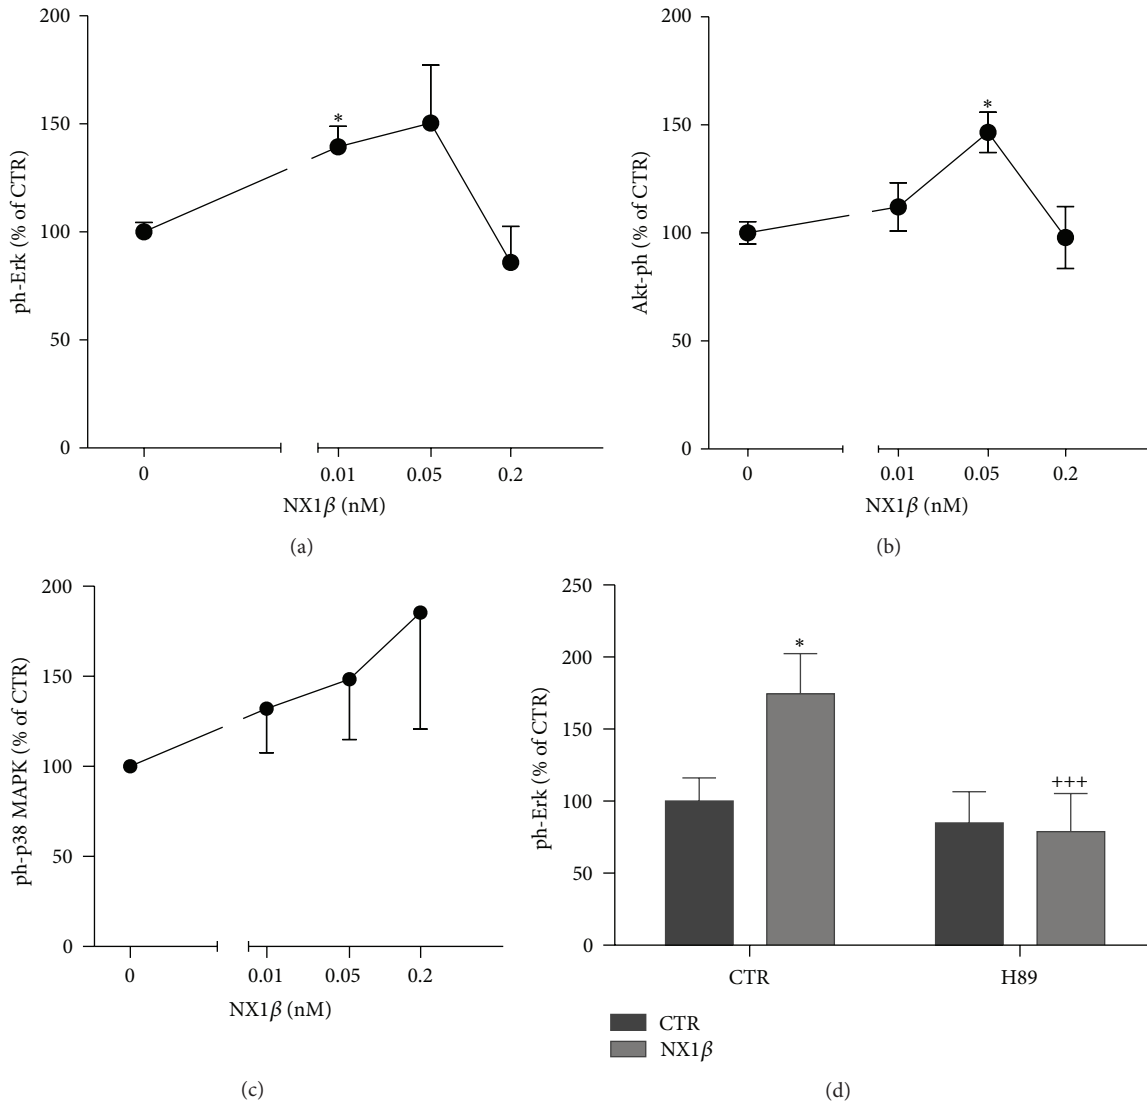 200
150
100
50
0
ph-Erk (% of CTR)
*
0 0.01 0.05 0.2
NX1β (nM)
(a)
200
150
100
50
0
Akt-ph (% of CTR)
*
0 0.01 0.05 0.2
NX1β (nM)
(b)
200
150
100
50
0
ph-p38 MAPK (% of CTR)
0 0.01 0.05 0.2
NX1β (nM)
(c)
250
200
150
100
50
0
ph-Erk (% of CTR)
*
+++
CTR H89
CTR
NX1β
(d)